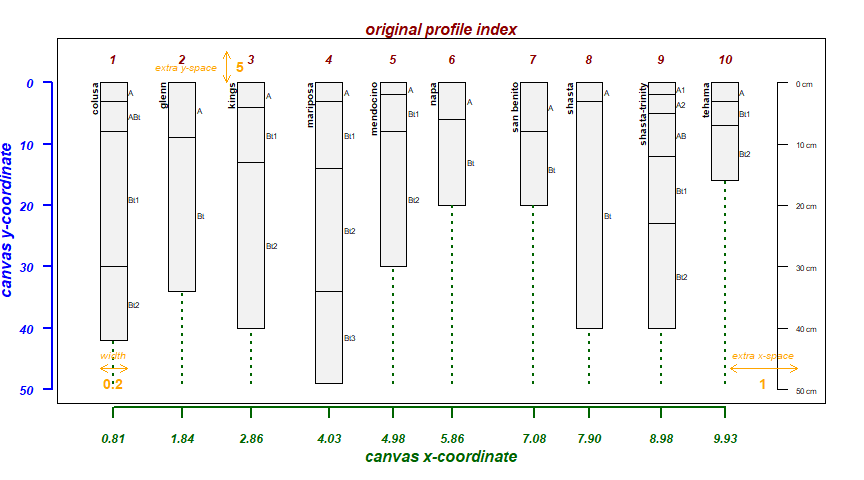 original profile index
1 2 3 4 5 6 7 8 9 10
extra y-space 5
canvas y-coordinate
0
10
20
30
40
50
colusa
A
ABt
Bt1
Bt2
glenn
A
Bt
kings
A
Bt1
Bt2
mariposa
A
Bt1
Bt2
Bt3
mendocino
A
Bt1
Bt2
napa
A
Bt
san benito
A
Bt
shasta
A
Bt
shasta-trinity
A1
A2
AB
Bt1
Bt2
tehama
A
Bt1
Bt2
0 cm
10 cm
20 cm
30 cm
40 cm
50 cm
width
0.2
extra x-space
1
0.81 1.84 2.86 4.03 4.98 5.86 7.08 7.90 8.98 9.93
canvas x-coordinate